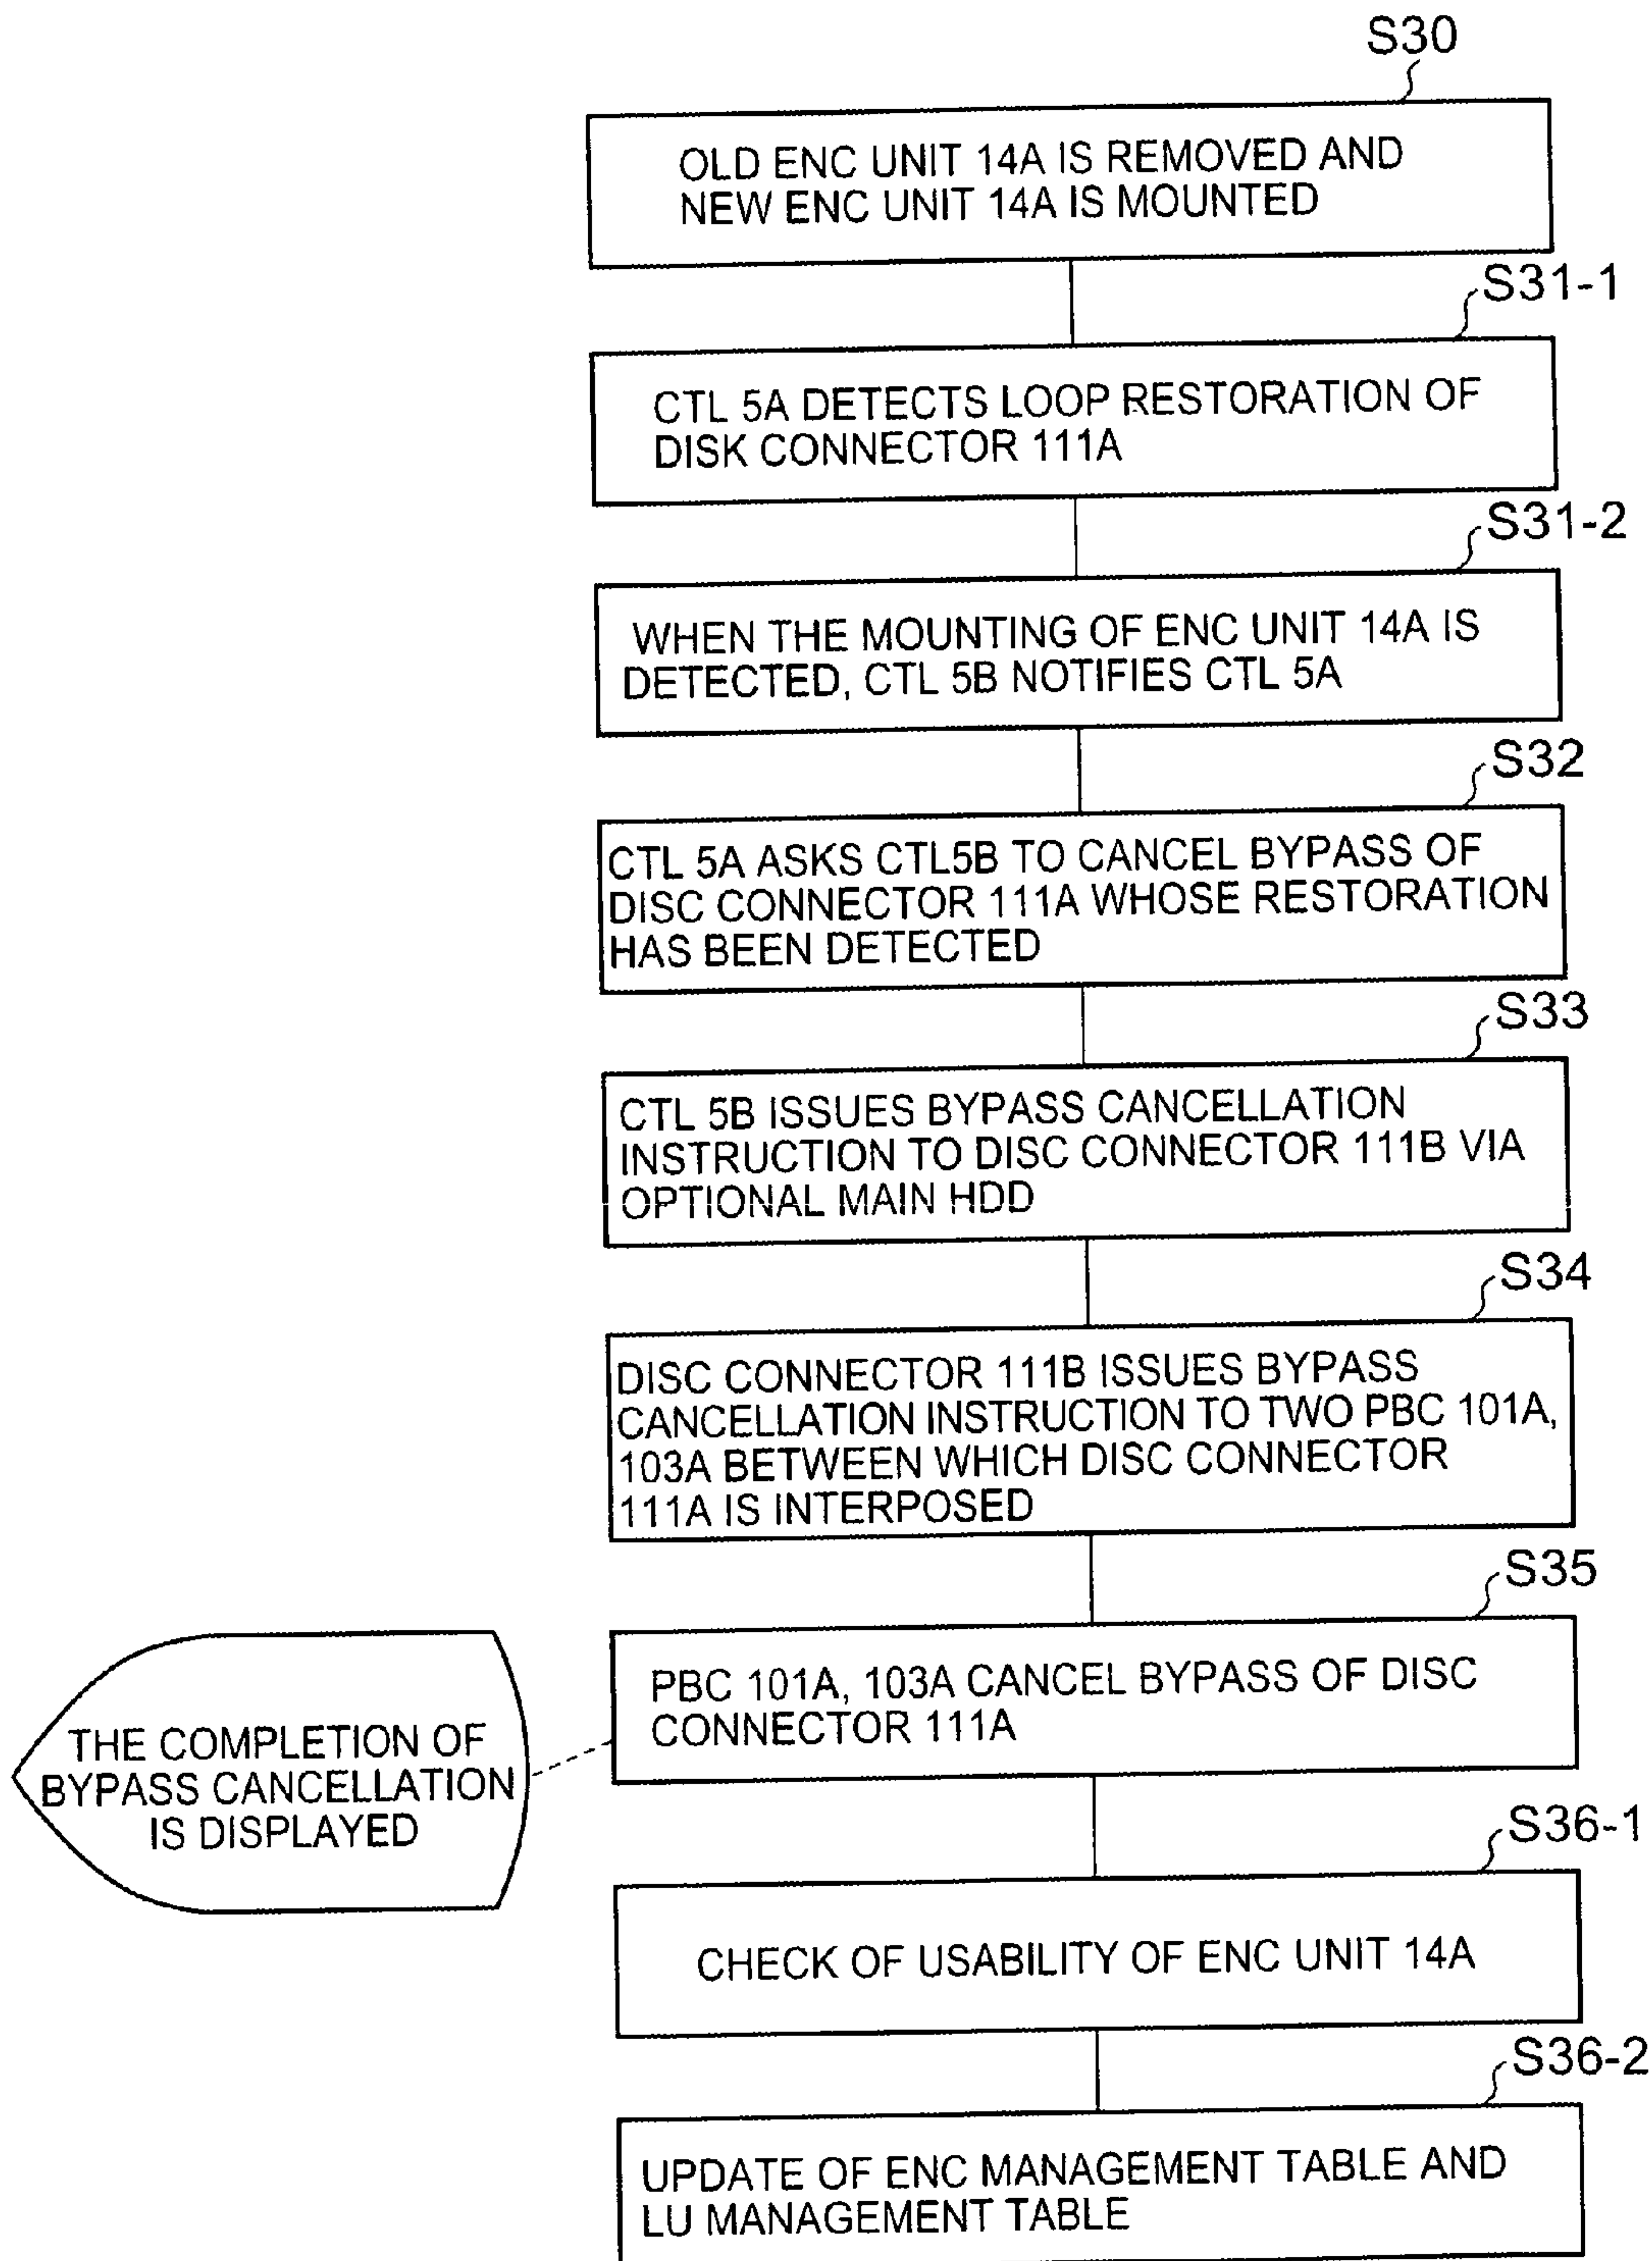 S30
OLD ENC UNIT 14A IS REMOVED AND
NEW ENC UNIT 14A IS MOUNTED
S31-1
CTL 5A DETECTS LOOP RESTORATION OF
DISK CONNECTOR 111A
S31-2
WHEN THE MOUNTING OF ENC UNIT 14A IS
DETECTED, CTL 5B NOTIFIES CTL 5A
S32
CTL 5A ASKS CTL5B TO CANCEL BYPASS OF
DISC CONNECTOR 111A WHOSE RESTORATION
HAS BEEN DETECTED
S33
CTL 5B ISSUES BYPASS CANCELLATION
INSTRUCTION TO DISC CONNECTOR 111B VIA
OPTIONAL MAIN HDD
S34
DISC CONNECTOR 111B ISSUES BYPASS
CANCELLATION INSTRUCTION TO TWO PBC 101A,
103A BETWEEN WHICH DISC CONNECTOR
111A IS INTERPOSED
S35
PBC 101A, 103A CANCEL BYPASS OF DISC
CONNECTOR 111A
THE COMPLETION OF
BYPASS CANCELLATION
IS DISPLAYED
S36-1
CHECK OF USABILITY OF ENC UNIT 14A
S36-2
UPDATE OF ENC MANAGEMENT TABLE AND
LU MANAGEMENT TABLE